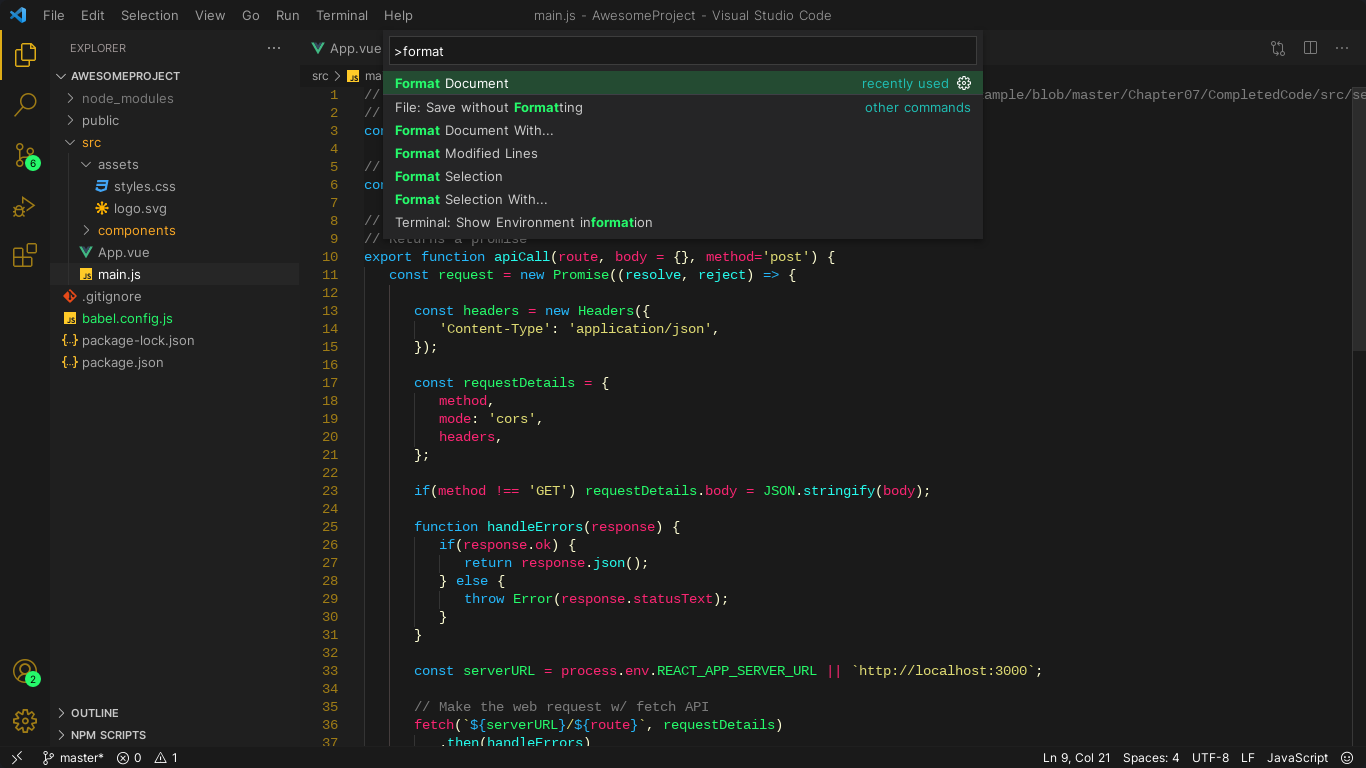 File Edit Selection View Go Run Terminal Help
main.js - AwesomeProject - Visual Studio Code
EXPLORER
AWESOMEPROJECT
node_modules
public
src
assets
styles.css
logo.svg
components
App.vue
main.js
.gitignore
babel.config.js
package-lock.json
package.json
OUTLINE
NPM SCRIPTS
6
2
App.vue
src
JS
>format
Format Document recently used
File: Save without Formatting other commands
Format Document With...
Format Modified Lines
Format Selection
Format Selection With...
Terminal: Show Environment information
1 // ample/blob/master/Chapter07/CompletedCode/src/se
2 //
3 con
4
5 //
6 con
7
8 //
9 // Returns a promise
10 export function apiCall(route, body = {}, method='post') {
11 const request = new Promise((resolve, reject) => {
12
13 const headers = new Headers({
14 'Content-Type': 'application/json',
15 });
16
17 const requestDetails = {
18 method,
19 mode: 'cors',
20 headers,
21 };
22
23 if(method !== 'GET') requestDetails.body = JSON.stringify(body);
24
25 function handleErrors(response) {
26 if(response.ok) {
27 return response.json();
28 } else {
29 throw Error(response.statusText);
30 }
31 }
32
33 const serverURL = process.env.REACT_APP_SERVER_URL || `http://localhost:3000`;
34
35 // Make the web request w/ fetch API
36 fetch(`${serverURL}/${route}`, requestDetails)
37 .then(handleErrors)
master* 0 1
Ln 9, Col 21 Spaces: 4 UTF-8 LF JavaScript